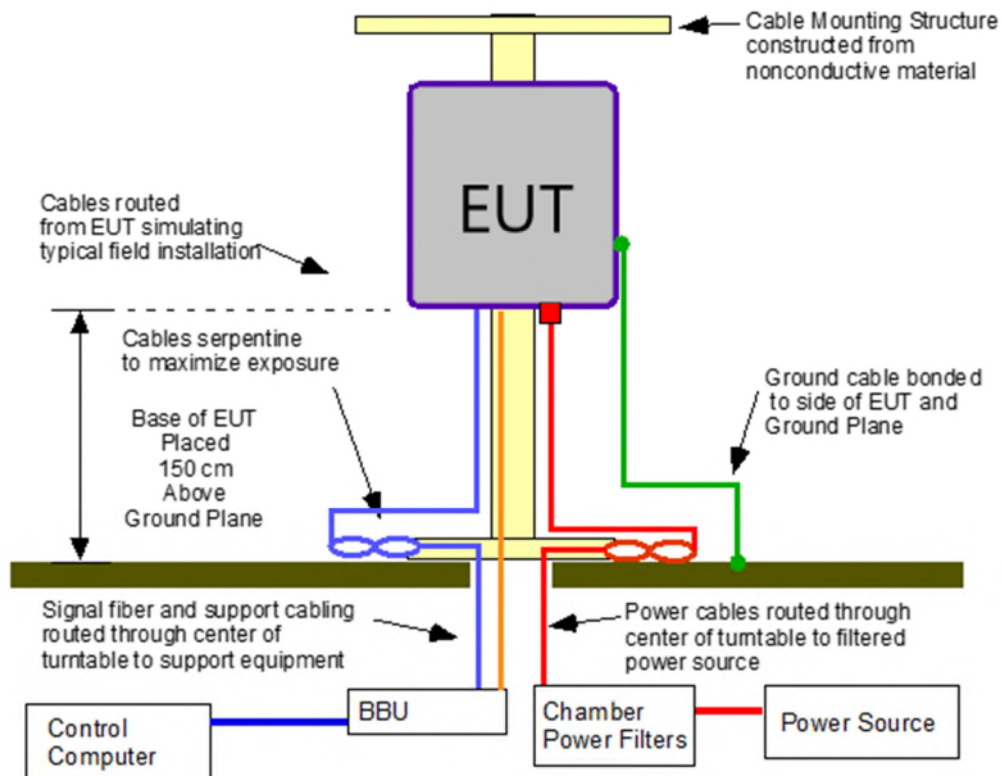 Cable Mounting Structure
constructed from
nonconductive material
EUT
Cables routed
from EUT simulating
typical field installation
Cables serpentine
to maximize exposure
Base of EUT
Placed
150 cm
Above
Ground Plane
Ground cable bonded
to side of EUT and
Ground Plane
Signal fiber and support cabling
routed through center of
turntable to support equipment
Power cables routed through
center of turntable to filtered
power source
Control
Computer
BBU
Chamber
Power Filters
Power Source